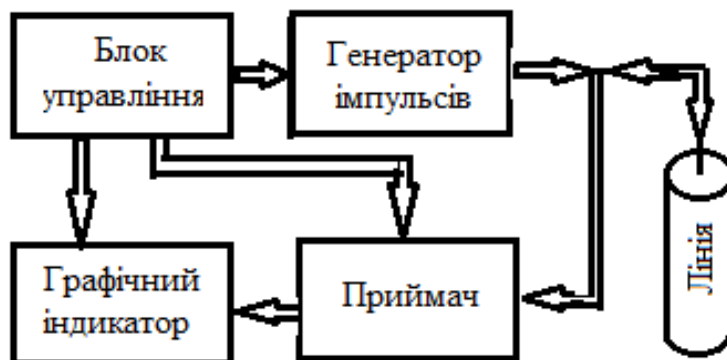 Блок
управління
Генератор
імпульсів
Графічний
індикатор
Приймач
Лінія